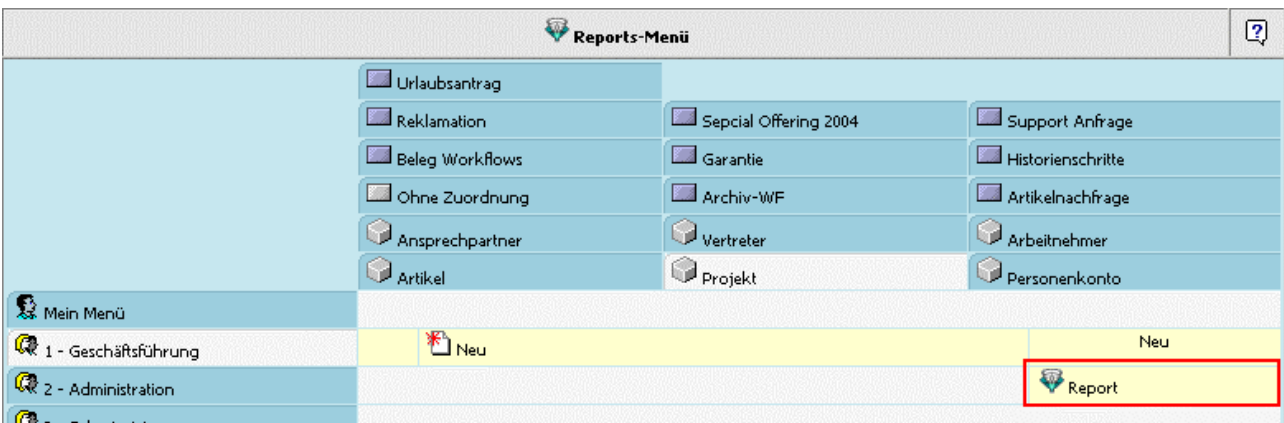 Reports-Menü
Urlaubsantrag
Reklamation Sepcial Offering 2004 Support Anfrage
Beleg Workflows Garantie Historienschritte
Ohne Zuordnung Archiv-WF Artikelnachfrage
Ansprechpartner Vertreter Arbeitnehmer
Artikel Projekt Personenkonto
Mein Menü
1 - Geschäftsführung Neu Neu
2 - Administration Report